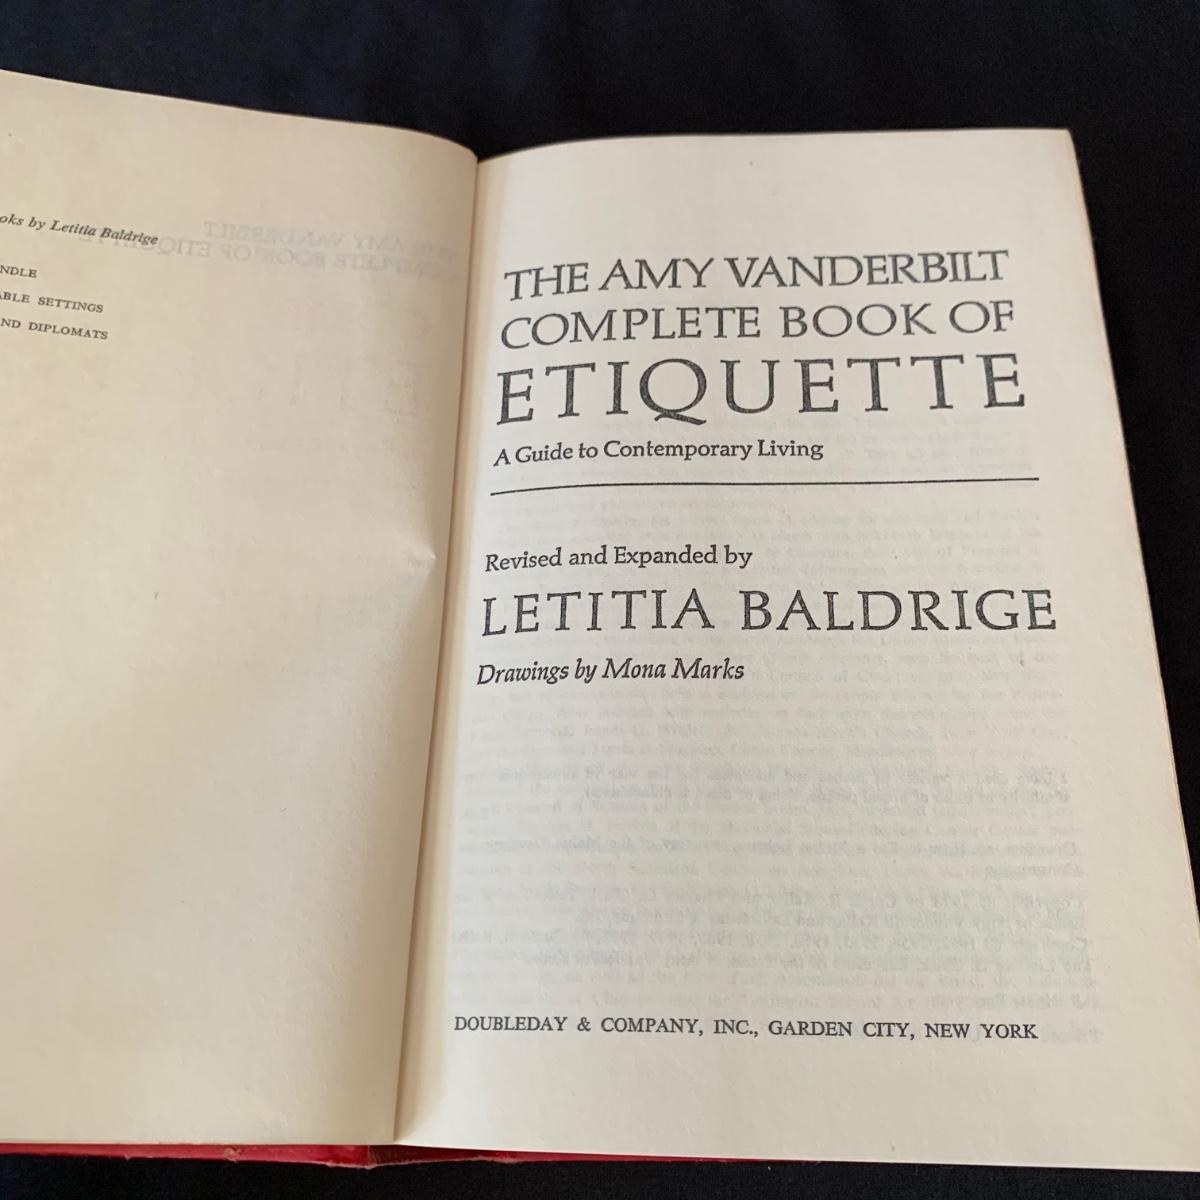 oks by Letitia Baldrige
NDLE
ABLE SETTINGS
ND DIPLOMATS
THE AMY VANDERBILT
COMPLETE BOOK OF
ETIQUETTE
A Guide to Contemporary Living
Revised and Expanded by
LETITIA BALDRIGE
Drawings by Mona Marks
DOUBLEDAY & COMPANY, INC., GARDEN CITY, NEW YORK